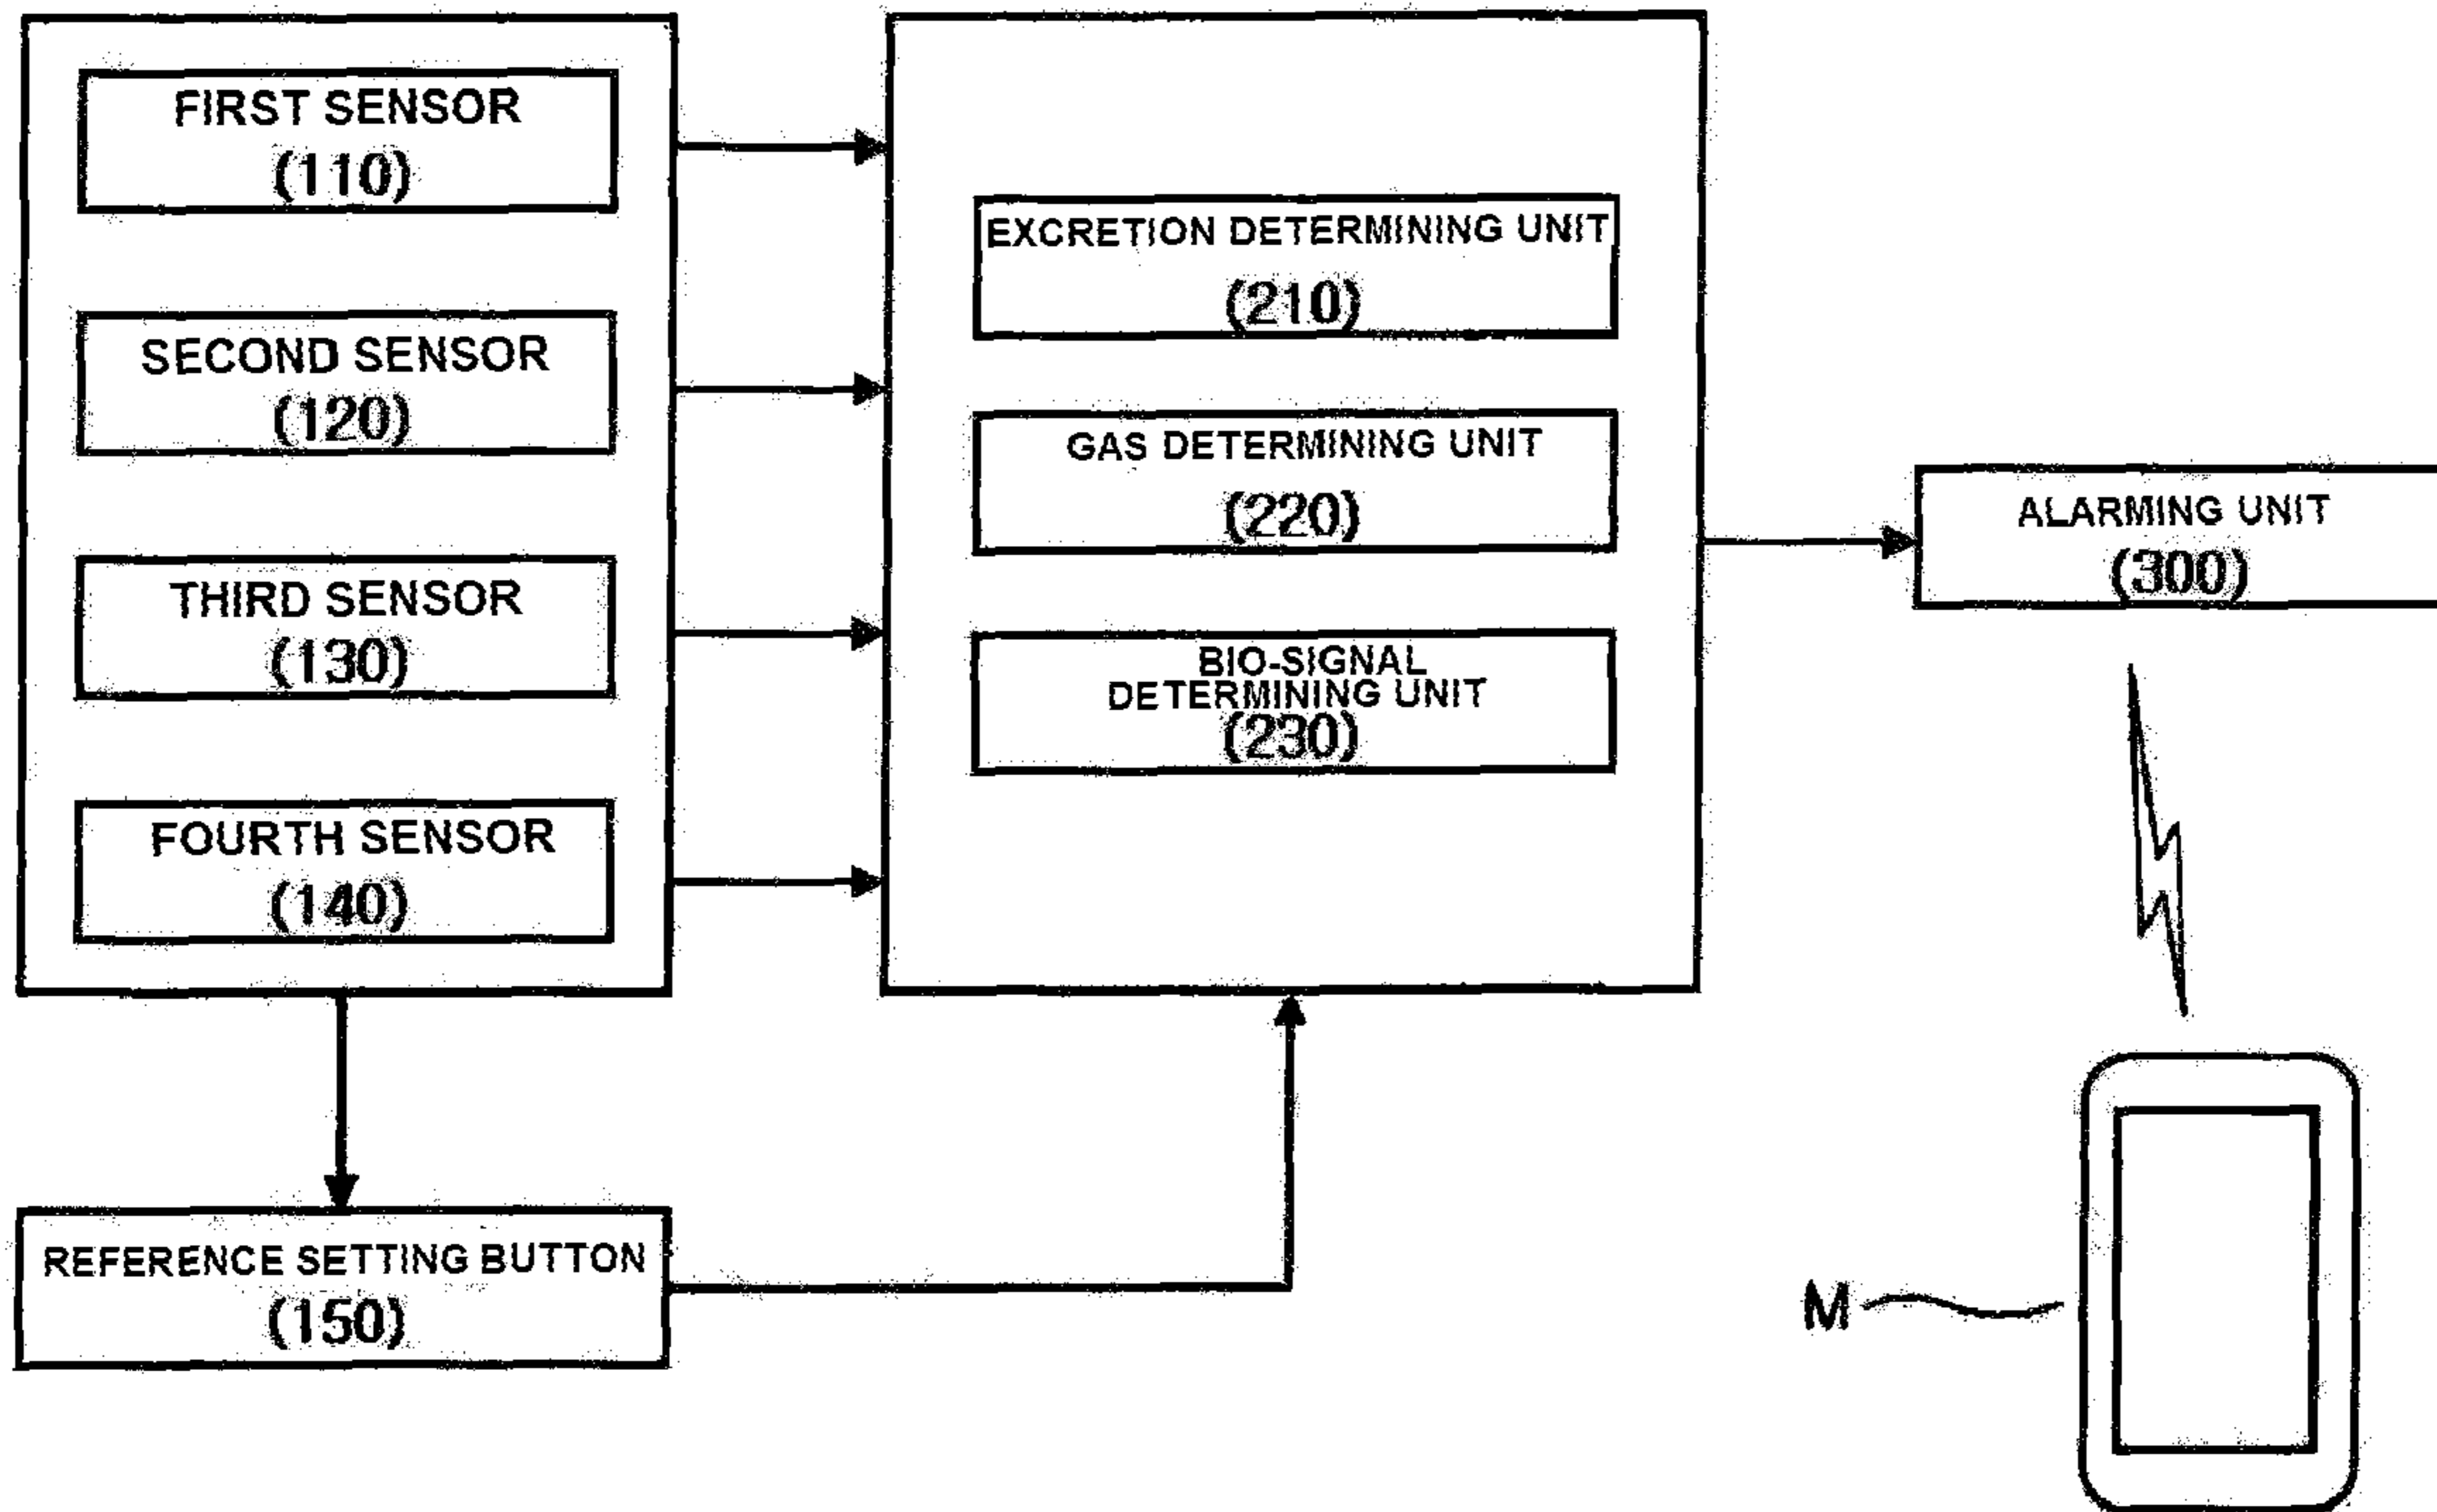 FIRST SENSOR
(110)
SECOND SENSOR
(120)
THIRD SENSOR
(130)
FOURTH SENSOR
(140)
REFERENCE SETTING BUTTON
(150)
EXCRETION DETERMINING UNIT
(210)
GAS DETERMINING UNIT
(220)
BIO-SIGNAL
DETERMINING UNIT
(230)
ALARMING UNIT
(300)
M